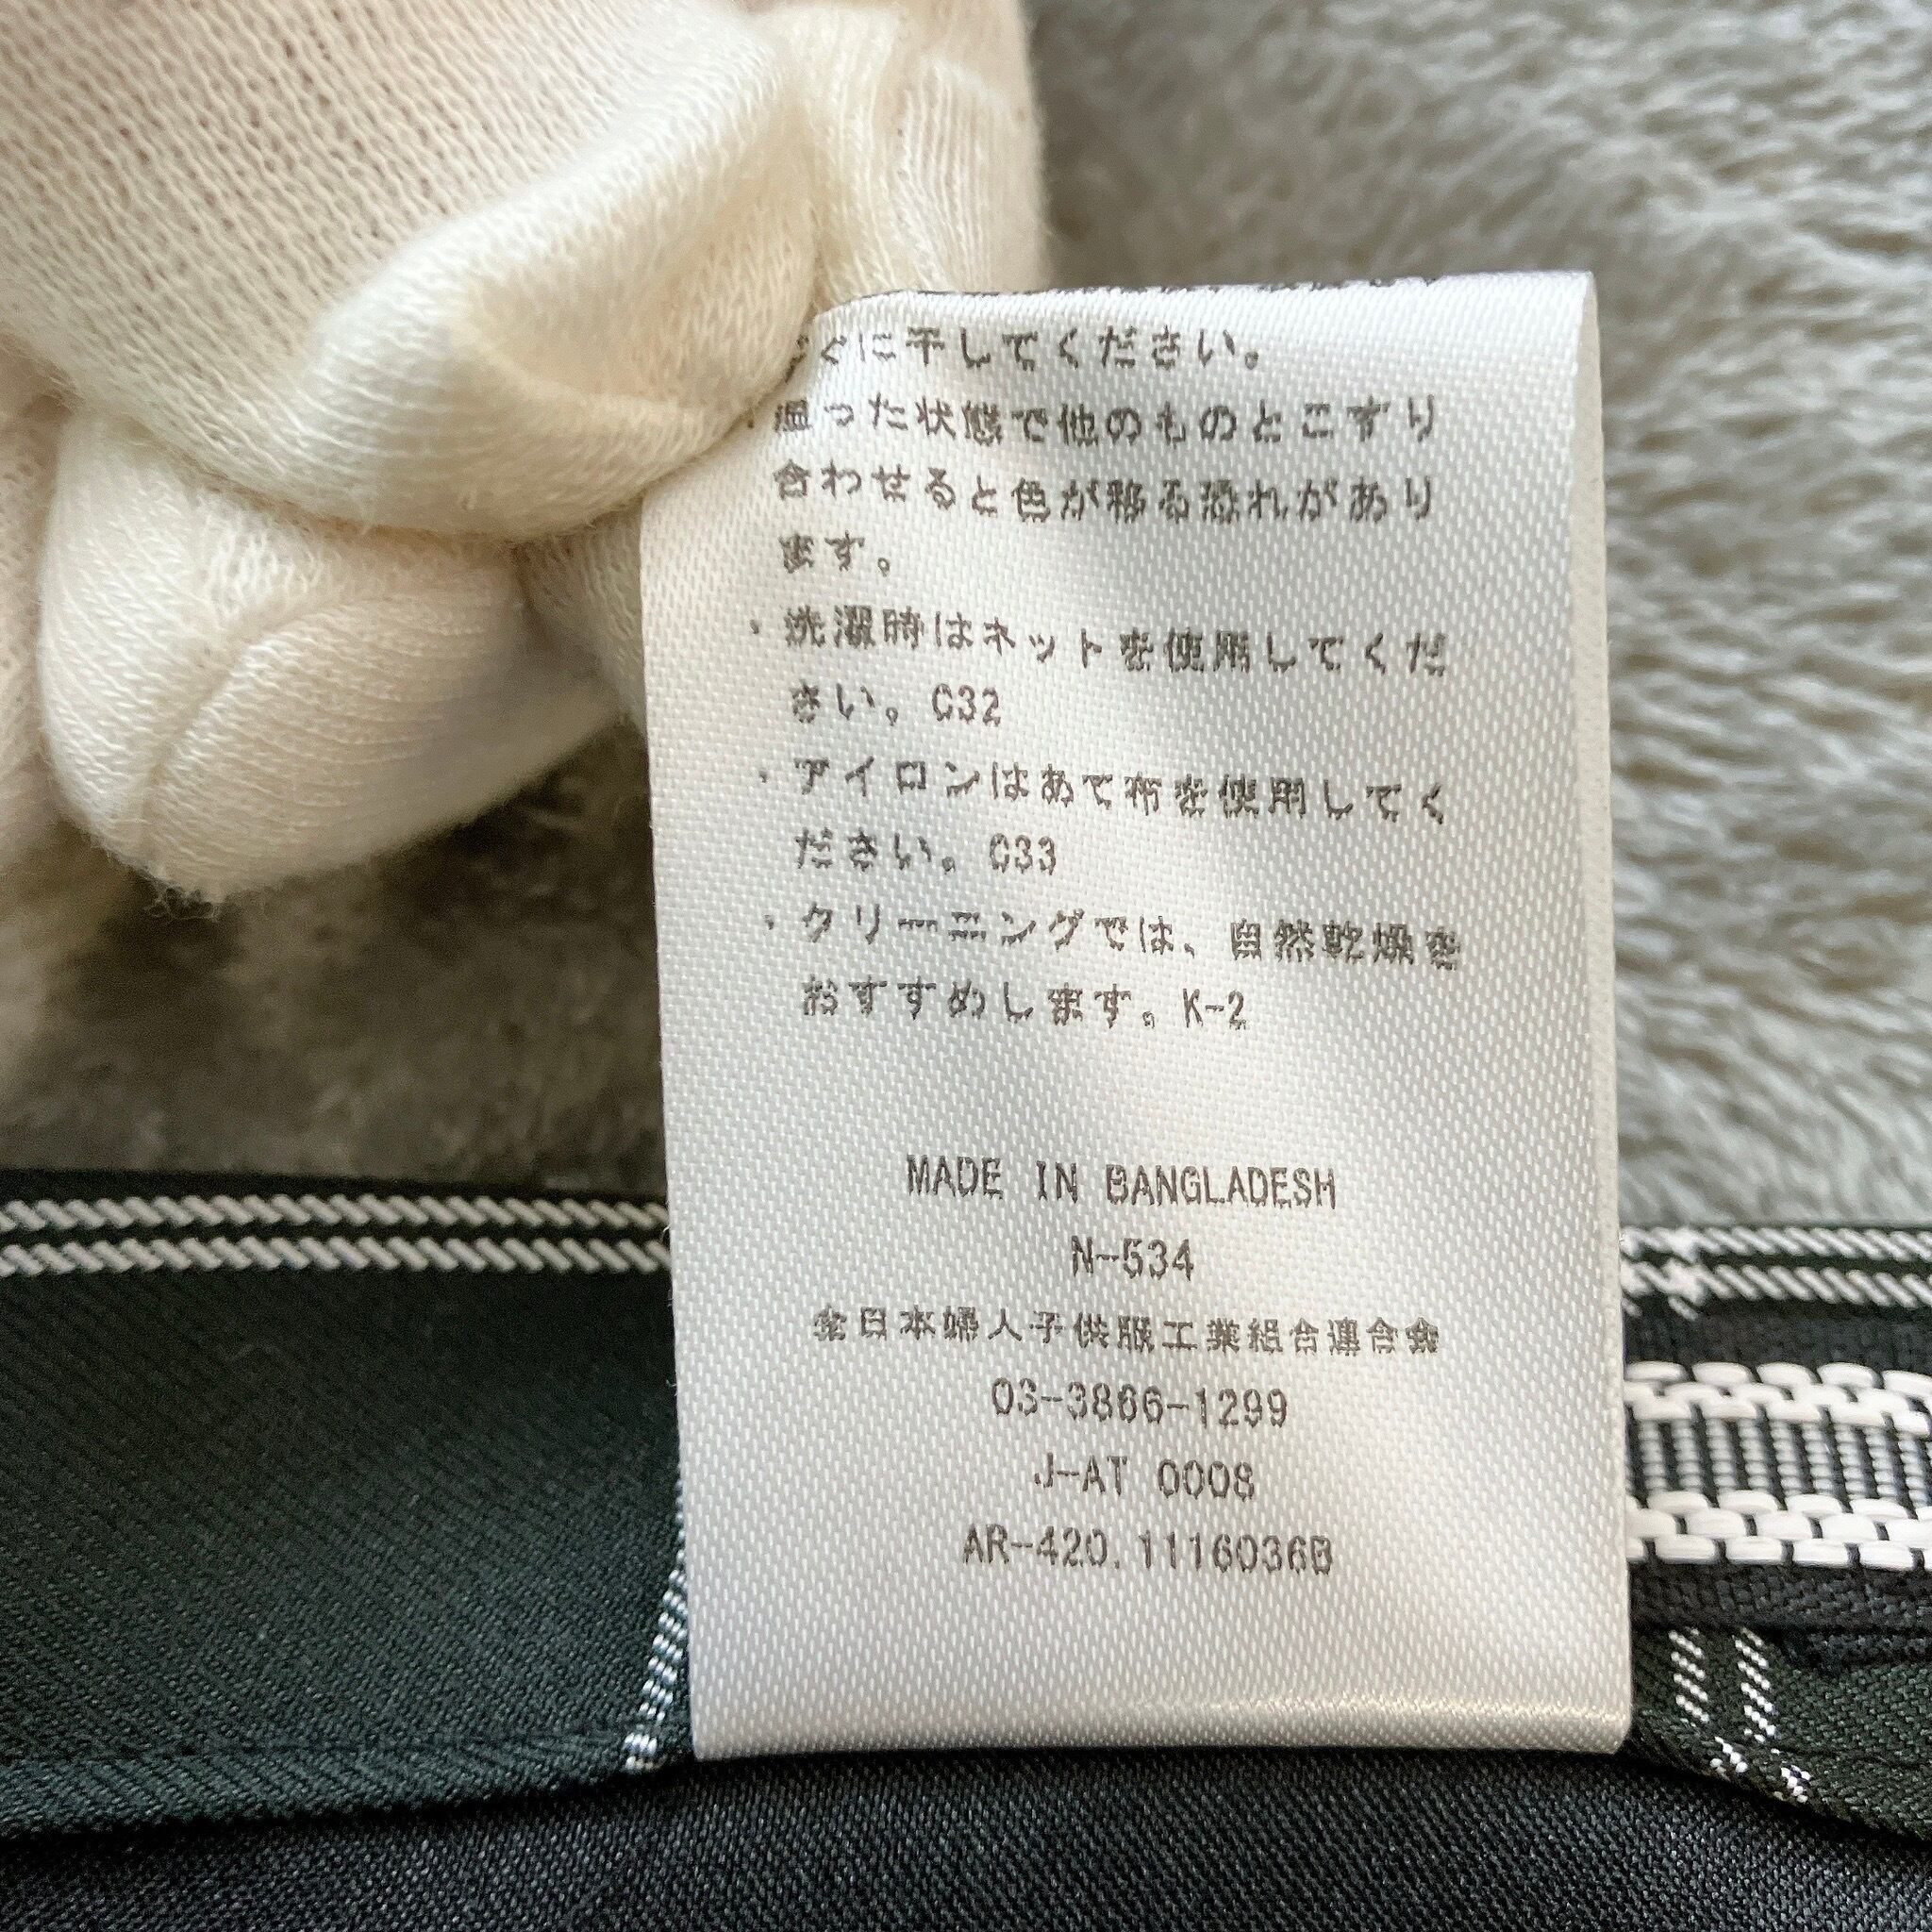 ぐに干してください。
・湿った状態で他のものとこすり
合わせると色が移る恐れがあり
ます。
・洗濯時はネットを使用してくだ
さい。C32
・アイロンはあて布を使用してく
ださい。C33
・クリーニングでは、自然乾燥を
おすすめします。K-2
MADE IN BANGLADESH
N-534
全日本婦人子供服工業組合連合会
03-3866-1299
J-AT 0008
AR-420.1116036B